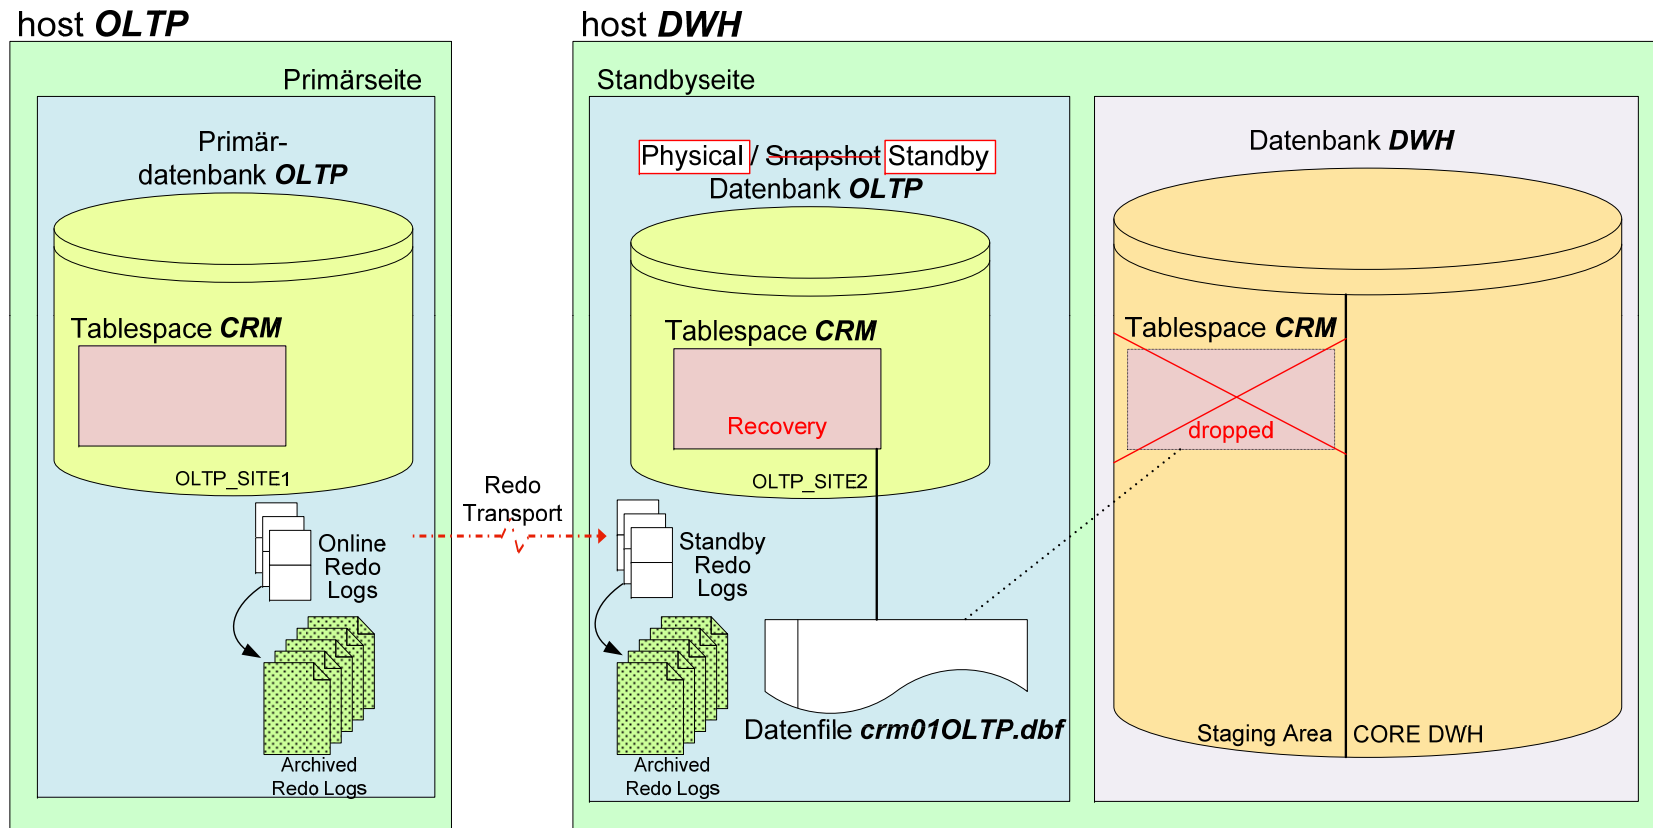 host OLTP
Primärseite
Primär-
datenbank OLTP
Tablespace CRM
OLTP_SITE1
Online
Redo
Logs
Archived
Redo Logs
Redo
Transport
host DWH
Standbyseite
Physical / Snapshot Standby
Datenbank OLTP
Tablespace CRM
Recovery
OLTP_SITE2
Standby
Redo
Logs
Archived
Redo Logs
Datenfile crm01OLTP.dbf
Datenbank DWH
Tablespace CRM
dropped
Staging Area
CORE DWH